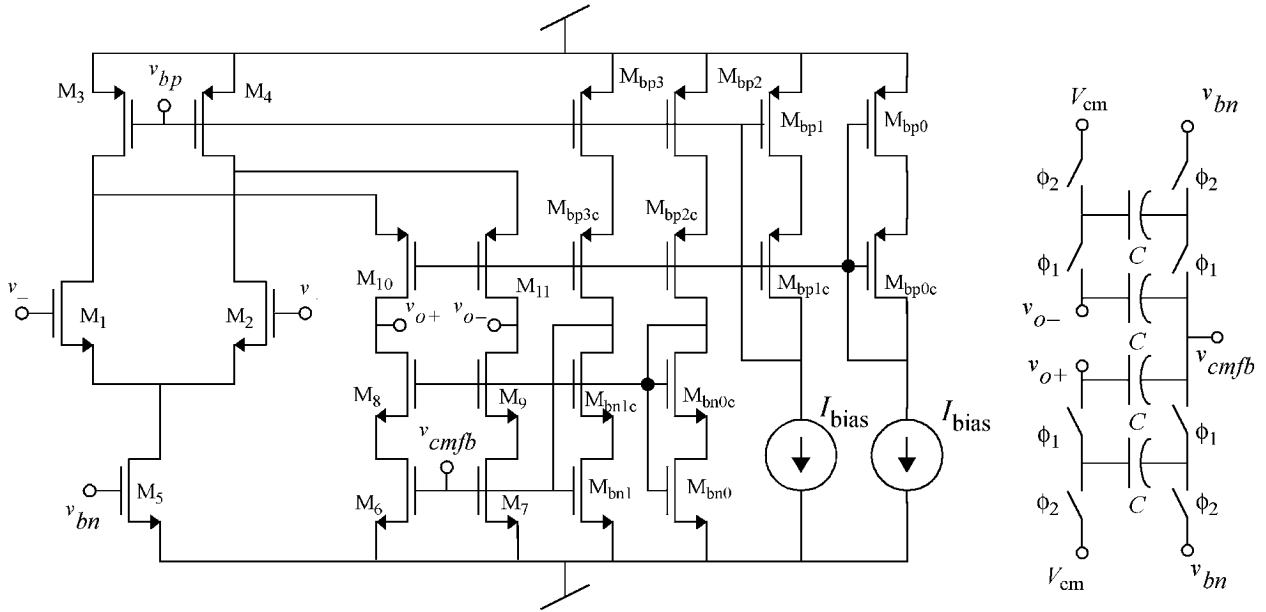 M3
vbp
M4
Mbp3
Mbp2
Mbp1
Mbp0
Vcm
vbn
ϕ2
ϕ2
C
ϕ1
ϕ1
vo−
C
vo+
vcmfb
C
ϕ1
ϕ1
C
ϕ2
ϕ2
Vcm
vbn
Mbp3c
Mbp2c
M10
M11
Mbp1c
Mbp0c
v−
M1
M2
v
vo+
vo−
M8
M9
Mbn1c
Mbn0c
Ibias
Ibias
vcmfb
M5
vbn
M6
M7
Mbn1
Mbn0